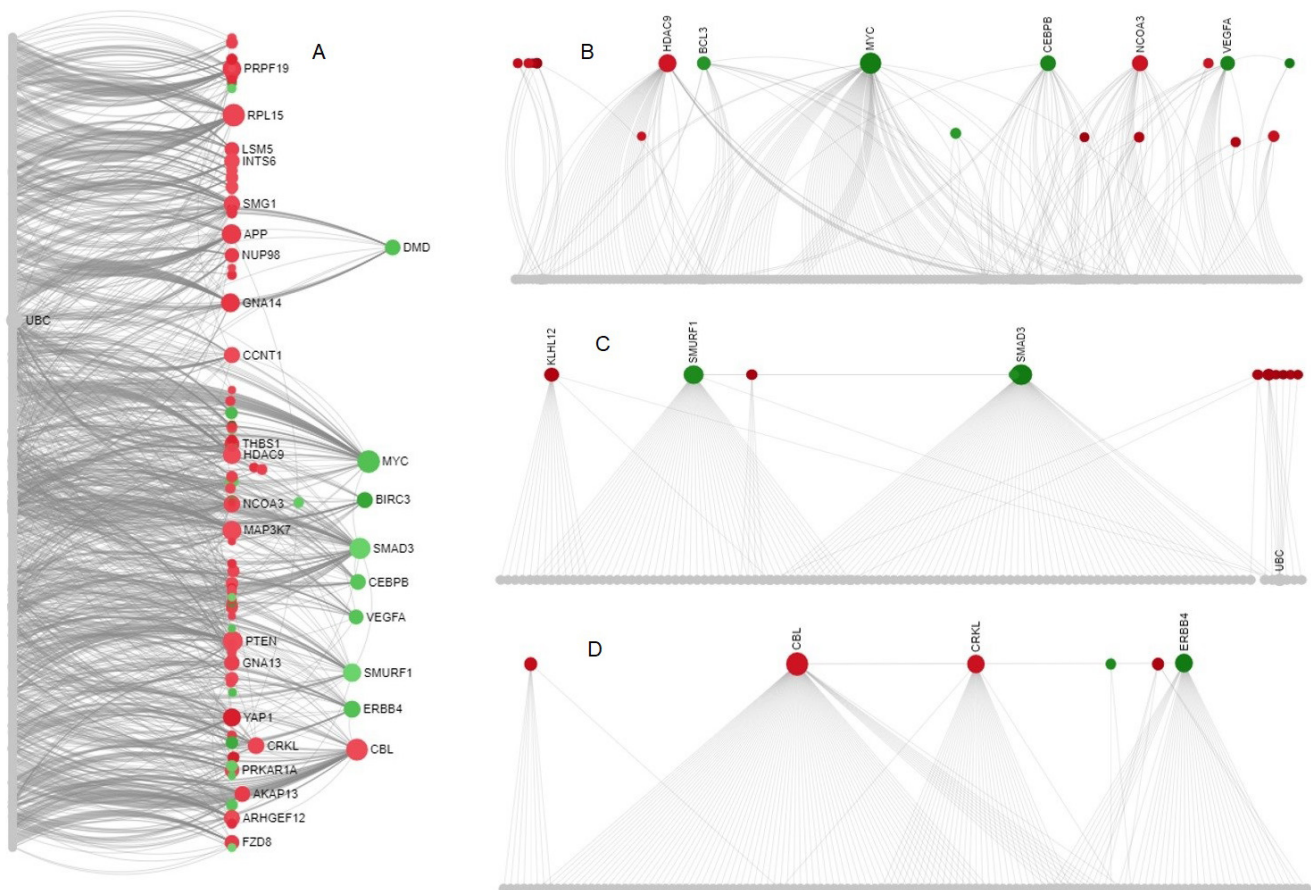 A
PRPF19
RPL15
LSM5
INTS6
SMG1
APP
NUP98
DMD
GNA14
UBC
CCNT1
THBS1
HDAC9
MYC
NCOA3
BIRC3
MAP3K7
SMAD3
CEBPB
VEGFA
PTEN
GNA13
SMURF1
YAP1
ERBB4
CRKL
CBL
PRKAR1A
AKAP13
ARHGEF12
FZD8
B
HDAC9
BCL3
MYC
CEBPB
NCOA3
VEGFA
C
KLHL12
SMURF1
SMAD3
UBC
D
CBL
CRKL
ERBB4